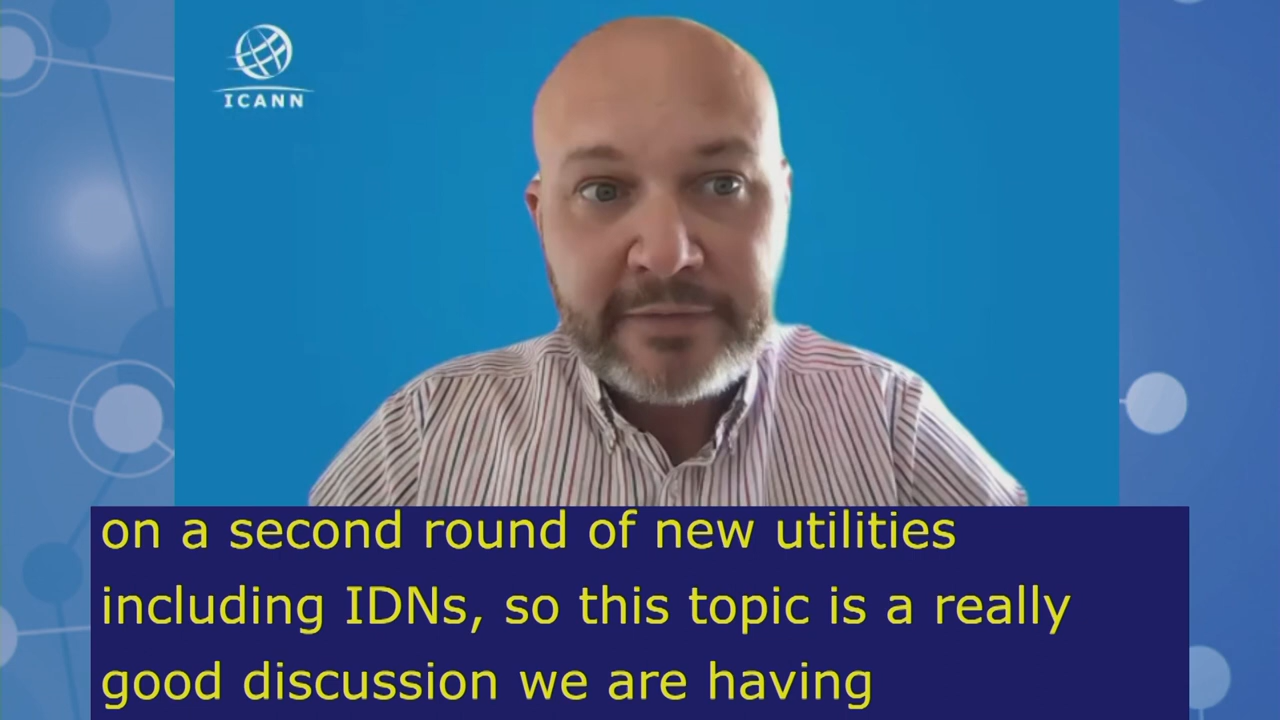 ICANN
on a second round of new utilities
including IDNs, so this topic is a really
good discussion we are having